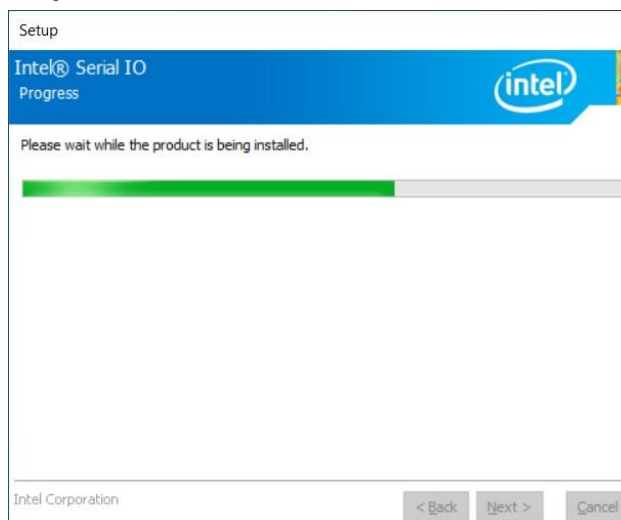 Setup
Intel® Serial IO
Progress
intel
Please wait while the product is being installed.
Intel Corporation
< Back Next > Cancel